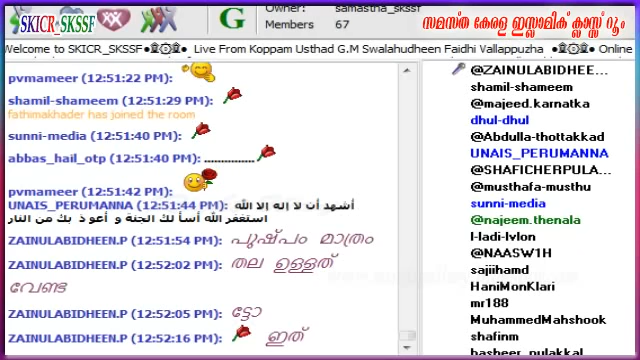 SKICR_SKSSF
G
Owner: samastha_skssf
Members 67
സമസ്ത കേരള ഇസ്ലാമിക് ക്ലാസ്സ് റൂം
Welcome to SKICR_SKSSF Live From Koppam Usthad G.M Swalahudheen Faidhi Vallappuzha
Online
pvmameer (12:51:22 PM):
shamil-shameem (12:51:29 PM):
fathimakhader has joined the room
sunni-media (12:51:40 PM):
abbas_hail_otp (12:51:40 PM): ...............
pvmameer (12:51:42 PM):
UNAIS_PERUMANNA (12:51:44 PM): أشهد أن لا إله إلا الله
استغفر الله أسألك الجنة و أعوذ بك من النار
ZAINULABIDHEEN.P (12:51:54 PM): പുഷ്പം മാത്രം
ZAINULABIDHEEN.P (12:52:02 PM): തല ഉള്ളത്
വേണ്ട
ZAINULABIDHEEN.P (12:52:05 PM): ട്ടോ
ZAINULABIDHEEN.P (12:52:16 PM): ഇത്
@ZAINULABIDHEE...
shamil-shameem
@majeed.karnatka
dhul-dhul
@Abdulla-thottakkad
UNAIS_PERUMANNA
@SHAFICHERPULA...
@musthafa-musthu
sunni-media
@najeem.thenala
l-ladi-lvlon
@NAASW1H
sajiihamd
HaniMonKlari
mr188
MuhammedMahshook
shafinm
basheer_pulakkal